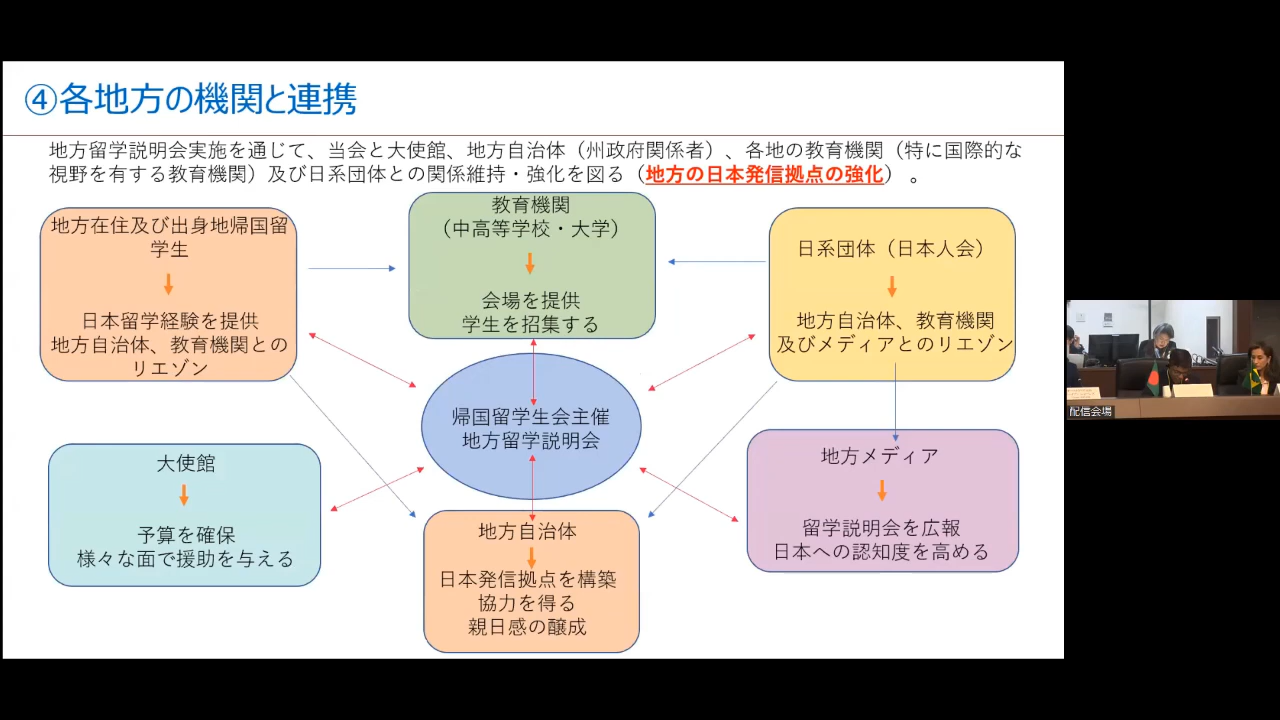 ④各地方の機関と連携
地方留学説明会実施を通じて、当会と大使館、地方自治体（州政府関係者）、各地の教育機関（特に国際的な
視野を有する教育機関）及び日系団体との関係維持・強化を図る（地方の日本発信拠点の強化）。
地方在住及び出身地帰国留
学生
日本留学経験を提供
地方自治体、教育機関との
リエゾン
教育機関
（中高等学校・大学）
会場を提供
学生を招集する
日系団体（日本人会）
地方自治体、教育機関
及びメディアとのリエゾン
帰国留学生会主催
地方留学説明会
大使館
予算を確保
様々な面で援助を与える
地方自治体
日本発信拠点を構築
協力を得る
親日感の醸成
地方メディア
留学説明会を広報
日本への認知度を高める
配信会場